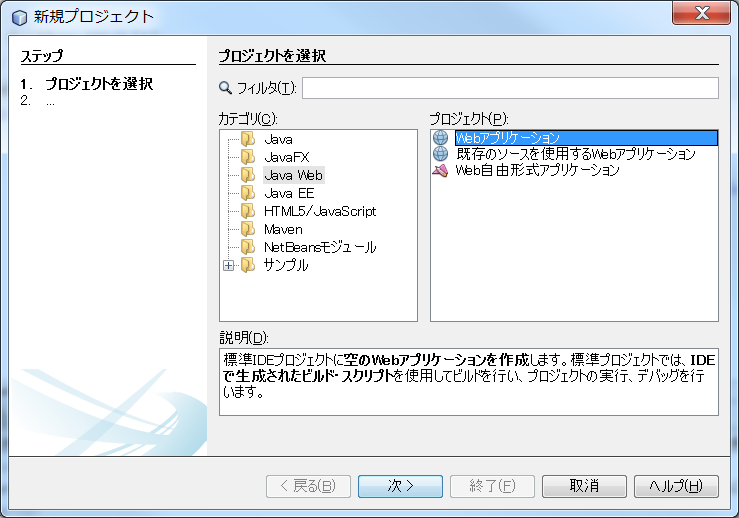 新規プロジェクト
ステップ
1. プロジェクトを選択
2. ...
プロジェクトを選択
フィルタ(I):
カテゴリ(C):
Java
JavaFX
Java Web
Java EE
HTML5/JavaScript
Maven
NetBeansモジュール
サンプル
プロジェクト(P):
Webアプリケーション
既存のソースを使用するWebアプリケーション
Web自由形式アプリケーション
説明(D):
標準IDEプロジェクトに空のWebアプリケーションを作成します。標準プロジェクトでは、IDE
で生成されたビルド・スクリプトを使用してビルドを行い、プロジェクトの実行、デバッグを行
います。
< 戻る(B)
次 >
終了(F)
取消
ヘルプ(H)